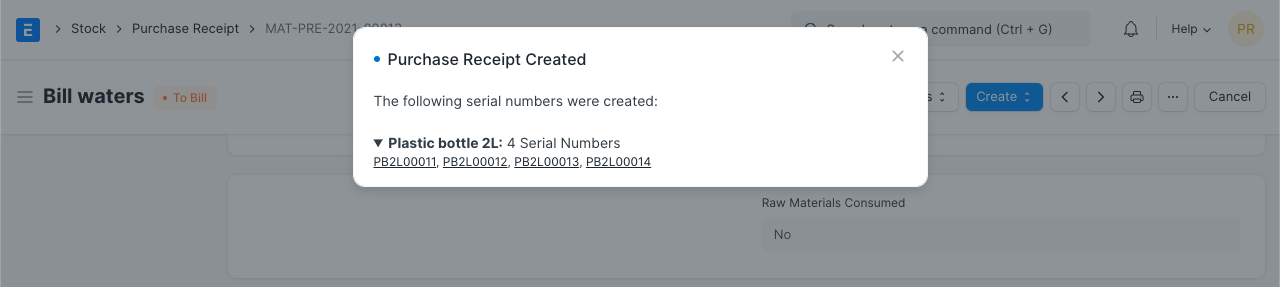 E Stock Purchase Receipt MAT-PRE-2021-00013
command (Ctrl + G) Help PR
Purchase Receipt Created
Bill waters To Bill
The following serial numbers were created:
Create ... Cancel
▼ Plastic bottle 2L: 4 Serial Numbers
PB2L00011, PB2L00012, PB2L00013, PB2L00014
Raw Materials Consumed
No